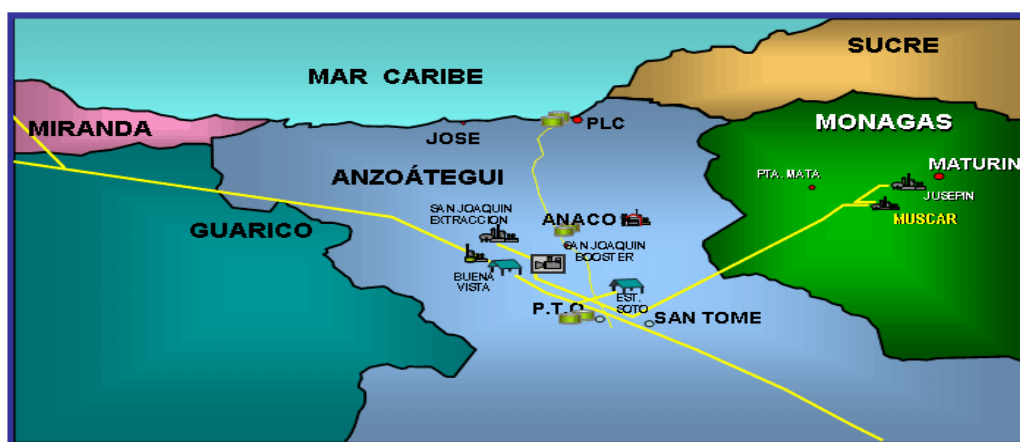 SUCRE
MAR CARIBE
MIRANDA
JOSE
PLC
MONAGAS
ANZOÁTEGUI
PTA. MATA
MATURIN
JUSEPIN
SAN JOAQUIN
EXTRACCION
ANACO
MUSCAR
GUARICO
SAN JOAQUIN
BOOSTER
BUENA
VISTA
EST.
SOTO
P.T.O
SAN TOME